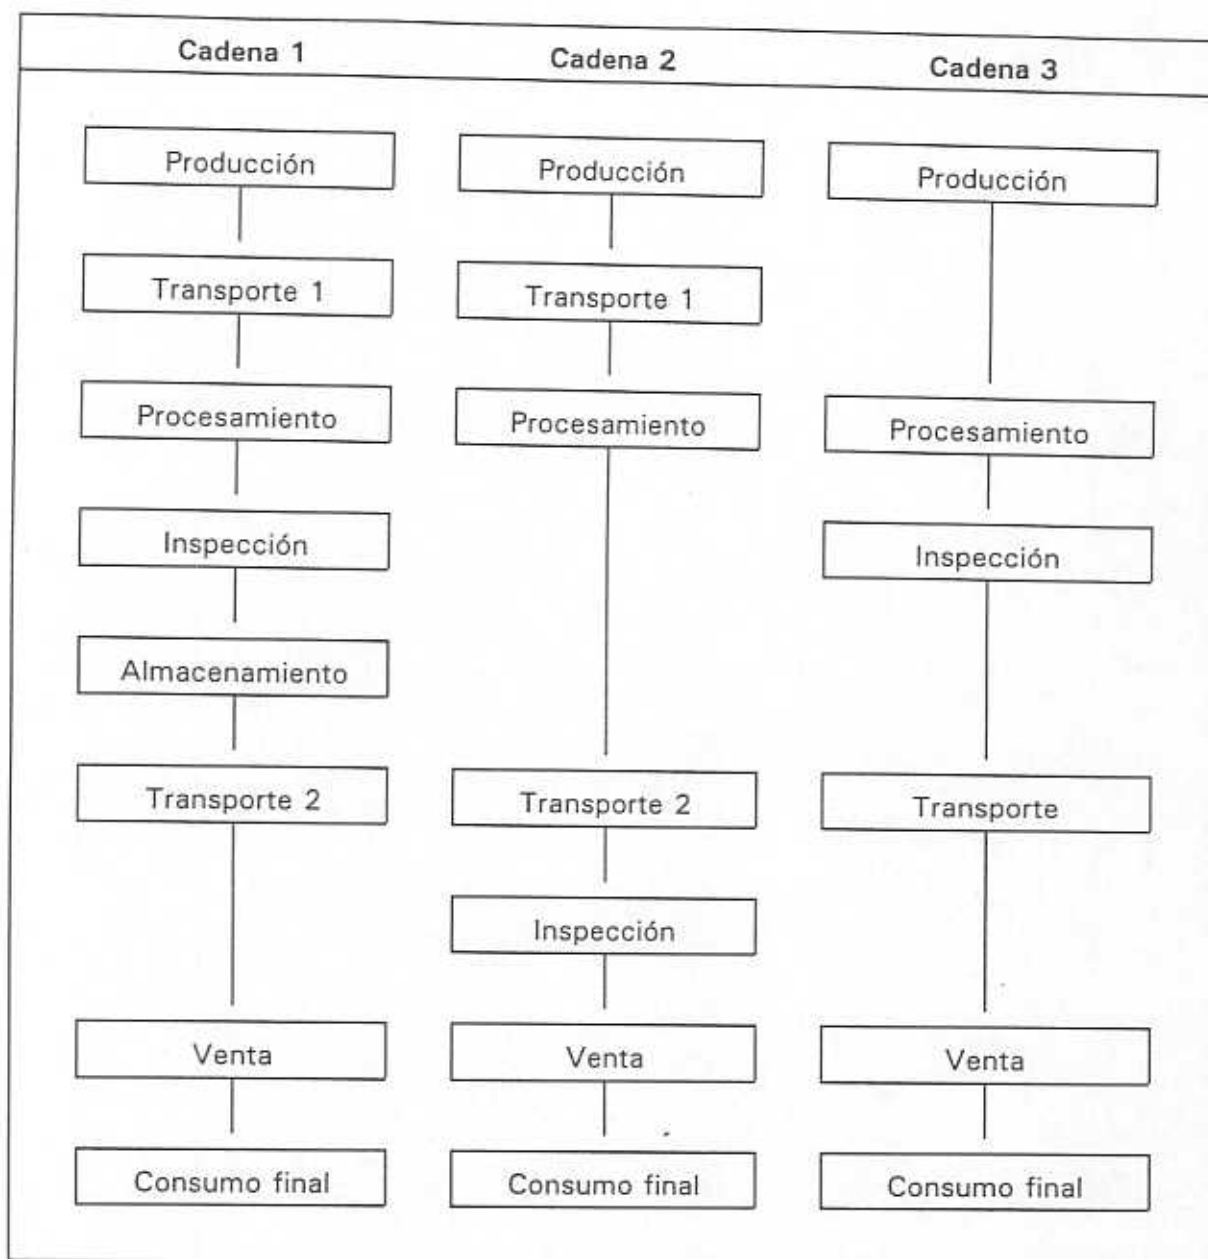 Cadena 1
Cadena 2
Cadena 3
Producción
Transporte 1
Procesamiento
Inspección
Almacenamiento
Transporte 2
Venta
Consumo final
Producción
Transporte 1
Procesamiento
Transporte 2
Inspección
Venta
Consumo final
Producción
Procesamiento
Inspección
Transporte
Venta
Consumo final